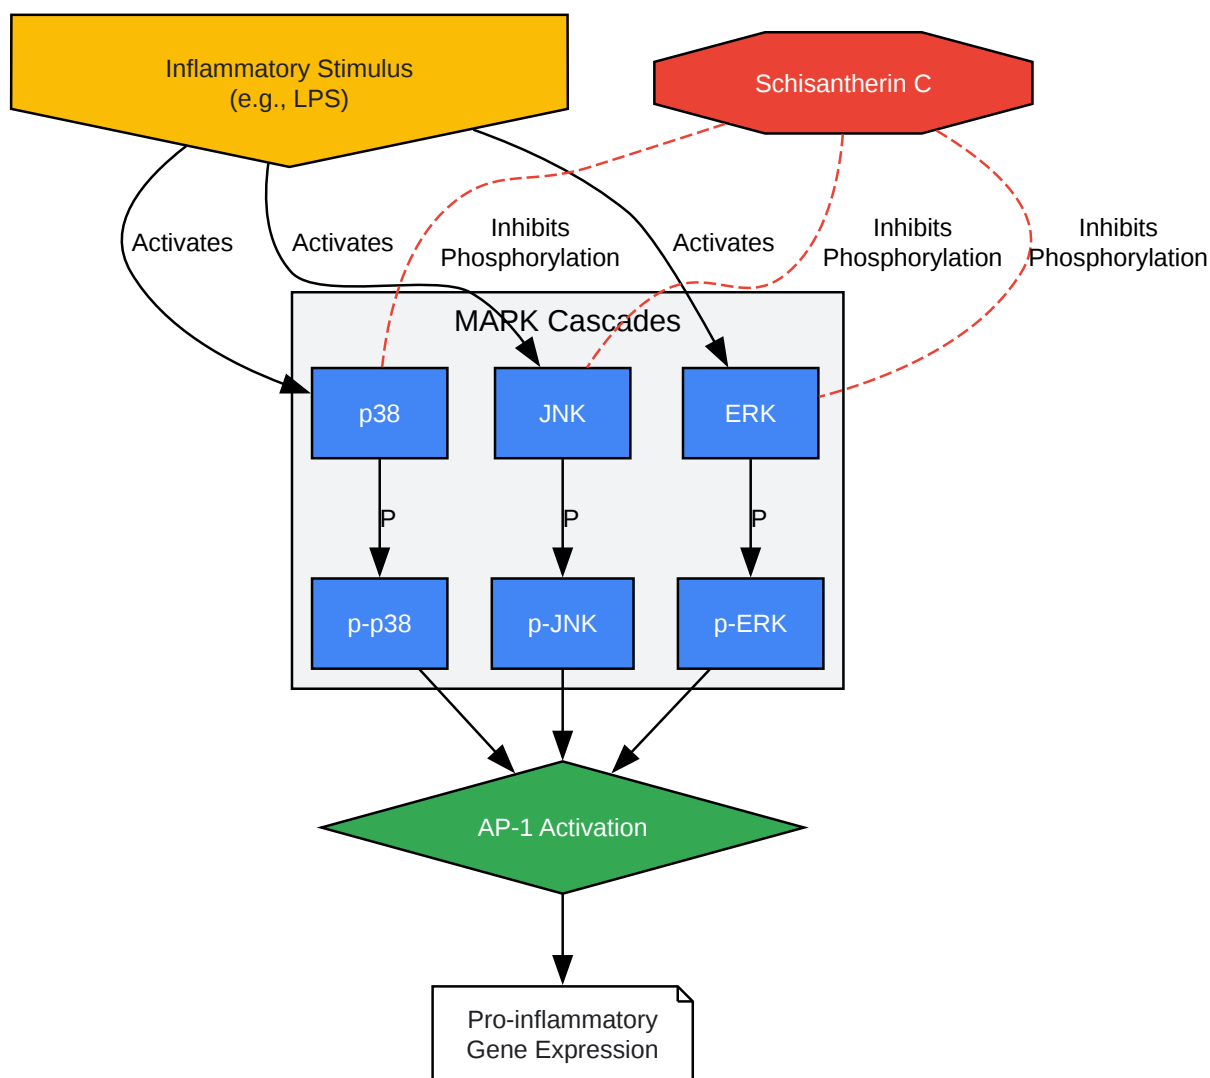 Inflammatory Stimulus
(e.g., LPS)
Schisantherin C
Activates
Activates
Inhibits
Phosphorylation
Activates
Inhibits
Phosphorylation
Inhibits
Phosphorylation
MAPK Cascades
p38
JNK
ERK
P
P
P
p-p38
p-JNK
p-ERK
AP-1 Activation
Pro-inflammatory
Gene Expression